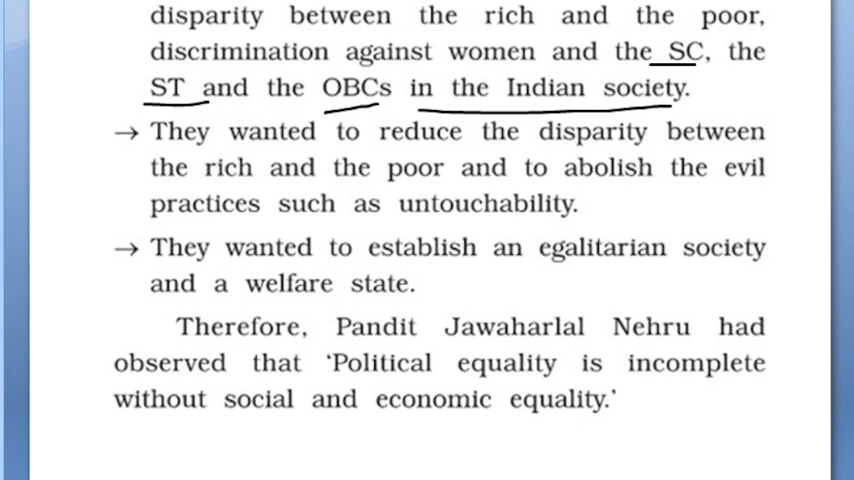 disparity between the rich and the poor,
discrimination against women and the SC, the
ST and the OBCs in the Indian society.
→ They wanted to reduce the disparity between
the rich and the poor and to abolish the evil
practices such as untouchability.
→ They wanted to establish an egalitarian society
and a welfare state.
Therefore, Pandit Jawaharlal Nehru had
observed that ‘Political equality is incomplete
without social and economic equality.’